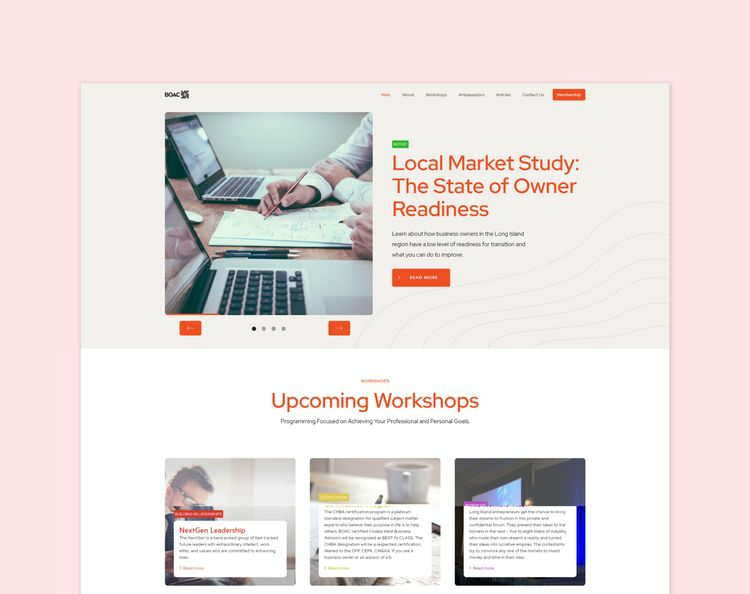 BOAC
Main About Workshops Ambassadors Articles Contact Us Membership
REPORT
Local Market Study:
The State of Owner
Readiness
Learn about how business owners in the Long Island
region have a low level of readiness for transition and
what you can do to improve.
READ MORE
WORKSHOPS
Upcoming Workshops
Programming Focused on Achieving Your Professional and Personal Goals.
BUILDING RELATIONSHIPS
NextGen Leadership
The NextGen is a hand picked group of fast tracked
future leaders with extraordinary intellect, work
ethic, and values who are committed to enhancing
lives.
Read more
CERTIFICATION
The CHBA certification program is a platinum
standard designation for qualified subject matter
experts who believe their purpose in life is to help
others. BOAC certified Closely-Held Business
Advisors will be recognized as BEST IN CLASS. The
CHBA designation will be a respected certification,
likened to the CFP, CEPA, CM&AA. If you are a
business owner or an advisor of a b
Read more
Long Island entrepreneurs get the chance to bring
their dreams to fruition in this private and
confidential forum. They present their ideas to the
hornets in the nest – five to eight titans of industry
who made their own dreams a reality and turned
their ideas into lucrative empires. The contestants
try to convince any one of the hornets to invest
money and time in their idea.
Read more